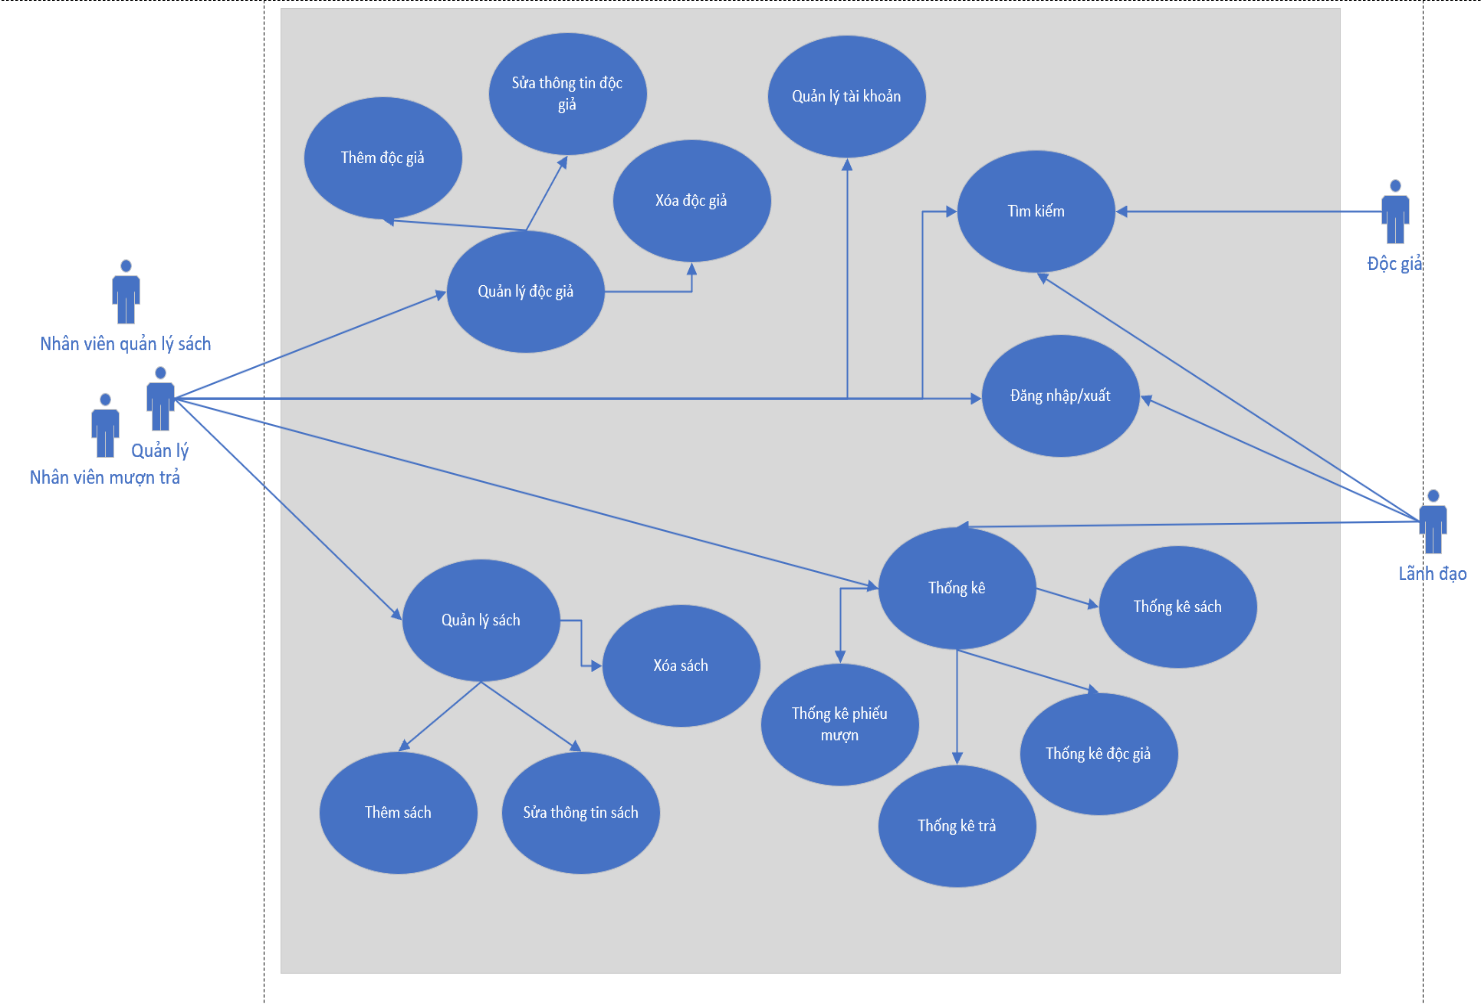 Sửa thông tin độc
giả
Quản lý tài khoản
Thêm độc giả
Xóa độc giả
Tìm kiếm
Độc giả
Quản lý độc giả
Nhân viên quản lý sách
Đăng nhập/xuất
Quản lý
Nhân viên mượn trả
Lãnh đạo
Thống kê
Thống kê sách
Quản lý sách
Xóa sách
Thống kê phiếu
mượn
Thống kê độc giả
Thêm sách
Sửa thông tin sách
Thống kê trả